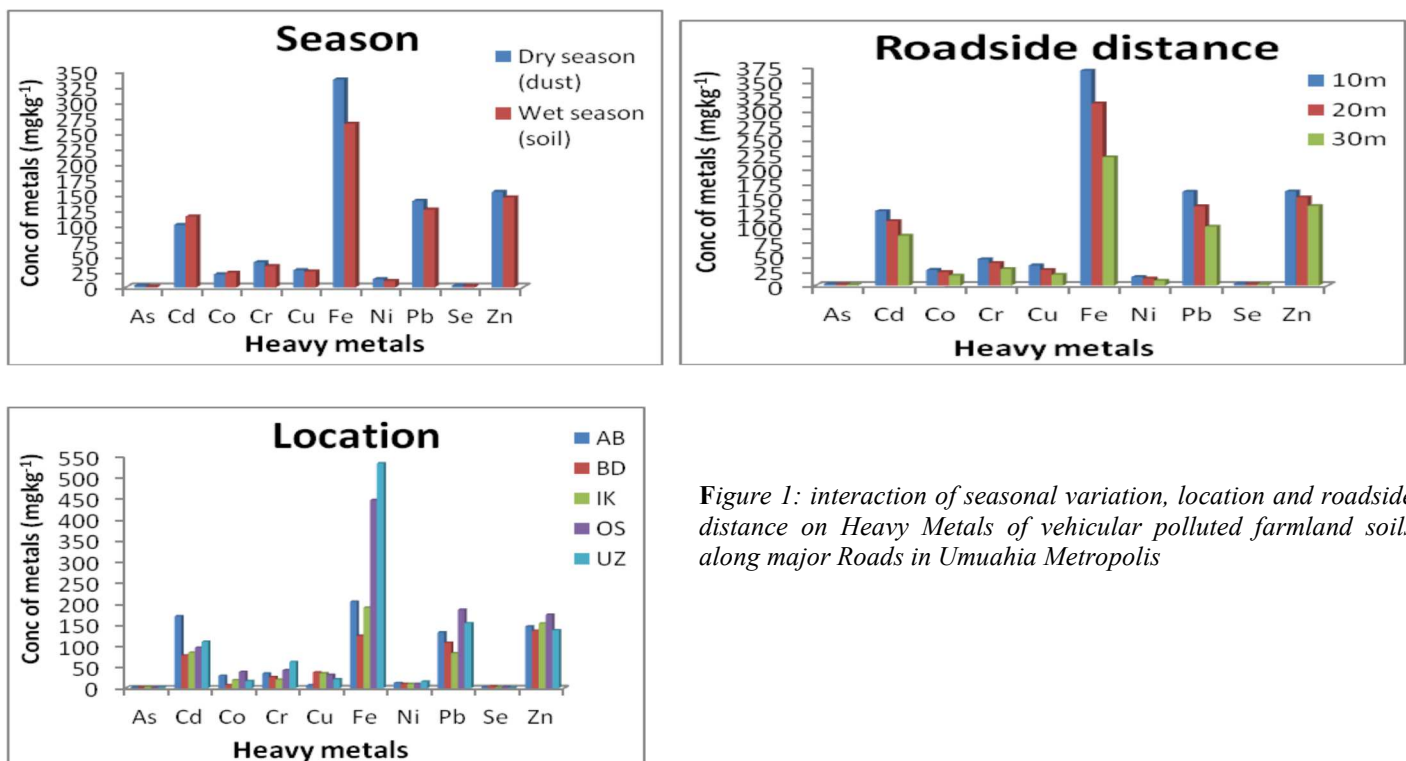 Season
Conc of metals (mgkg-1)
350
325
300
275
250
225
200
175
150
125
100
75
50
25
0
As Cd Co Cr Cu Fe Ni Pb Se Zn
Heavy metals
Dry season
(dust)
Wet season
(soil)
Roadside distance
Conc of metals (mgkg-1)
375
350
325
300
275
250
225
200
175
150
125
100
75
50
25
0
As Cd Co Cr Cu Fe Ni Pb Se Zn
Heavy metals
10m
20m
30m
Location
Conc of metals (mgkg-1)
550
500
450
400
350
300
250
200
150
100
50
0
As Cd Co Cr Cu Fe Ni Pb Se Zn
Heavy metals
AB
BD
IK
OS
UZ
Figure 1: interaction of seasonal variation, location and roadside
distance on Heavy Metals of vehicular polluted farmland soils
along major Roads in Umuahia Metropolis